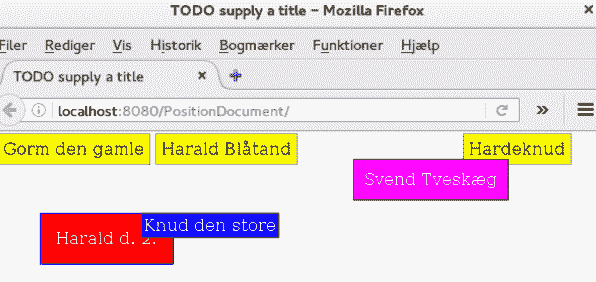 TODO supply a title - Mozilla Firefox ×
Filer Rediger Vis Historik Bogmærker Funktioner Hjælp
TODO supply a title × +
localhost:8080/PositionDocument/ »
Gorm den gamle Harald Blåtand Hardeknud
Svend Tveskæg
Knud den store
Harald d. 2.